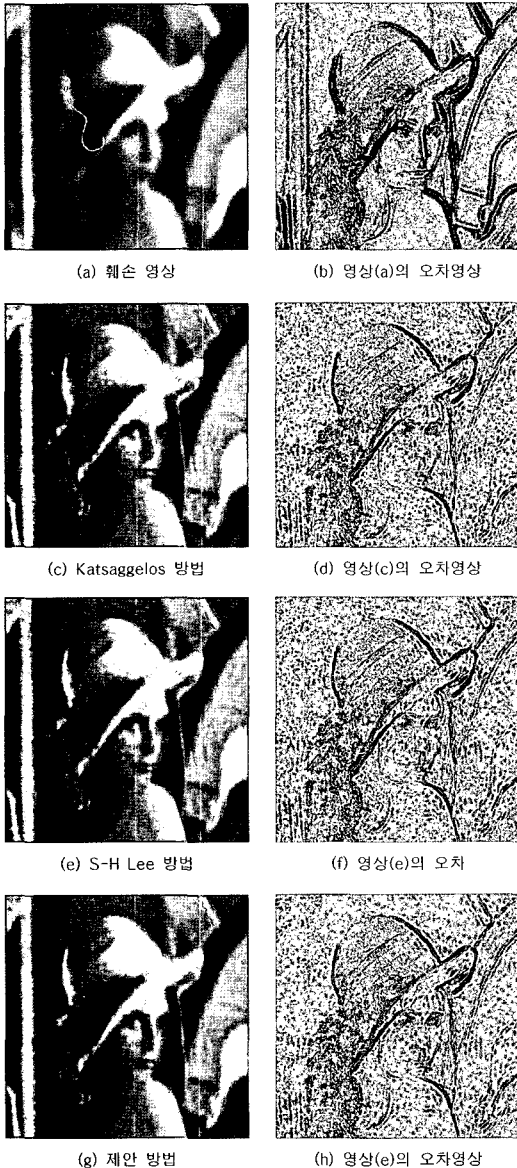 (a) 훼손 영상
(b) 영상(a)의 오차영상
(c) Katsaggelos 방법
(d) 영상(c)의 오차영상
(e) S-H Lee 방법
(f) 영상(e)의 오차
(g) 제안 방법
(h) 영상(e)의 오차영상